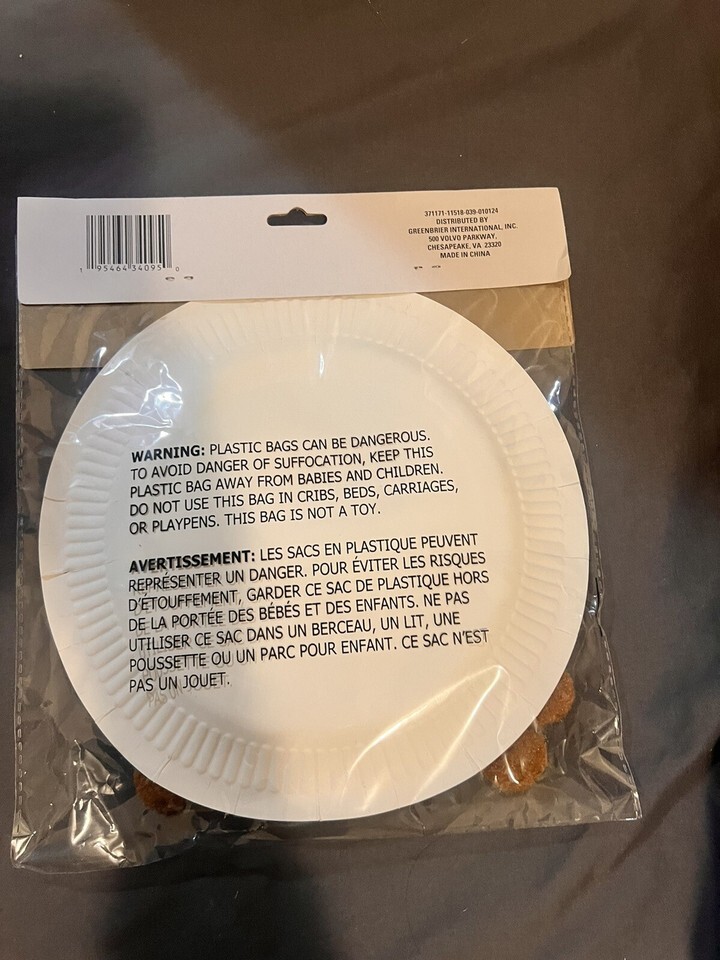 1 95464 34095 0
371171-11518-039-010124
DISTRIBUTED BY
GREENBRIER INTERNATIONAL, INC.
500 VOLVO PARKWAY,
CHESAPEAKE, VA 23320
MADE IN CHINA
WARNING: PLASTIC BAGS CAN BE DANGEROUS.
TO AVOID DANGER OF SUFFOCATION, KEEP THIS
PLASTIC BAG AWAY FROM BABIES AND CHILDREN.
DO NOT USE THIS BAG IN CRIBS, BEDS, CARRIAGES,
OR PLAYPENS. THIS BAG IS NOT A TOY.
AVERTISSEMENT: LES SACS EN PLASTIQUE PEUVENT
REPRÉSENTER UN DANGER. POUR ÉVITER LES RISQUES
D'ÉTOUFFEMENT, GARDER CE SAC DE PLASTIQUE HORS
DE LA PORTÉE DES BÉBÉS ET DES ENFANTS. NE PAS
UTILISER CE SAC DANS UN BERCEAU, UN LIT, UNE
POUSSETTE OU UN PARC POUR ENFANT. CE SAC N'EST
PAS UN JOUET.